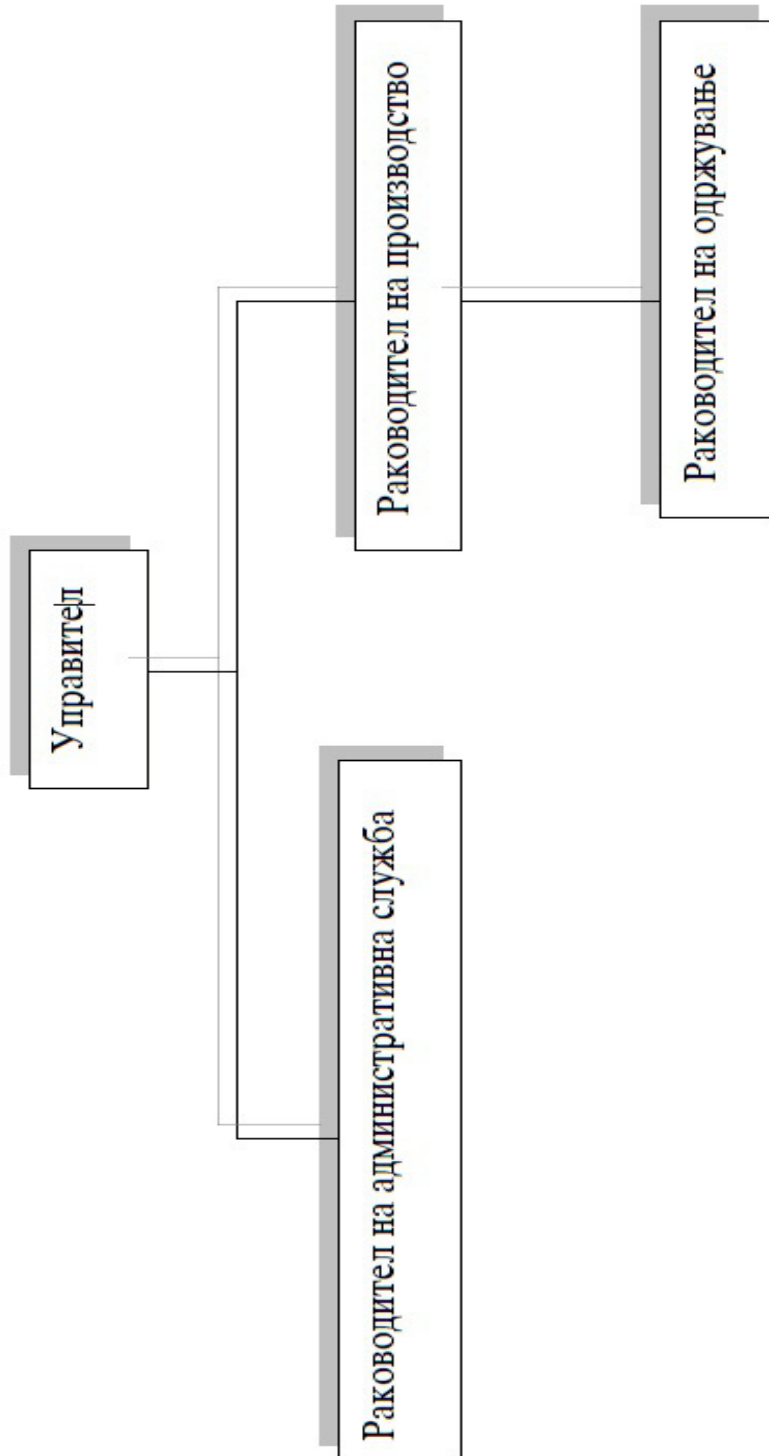 Управител
Раководител на административна служба
Раководител на производство
Раководител на одржување